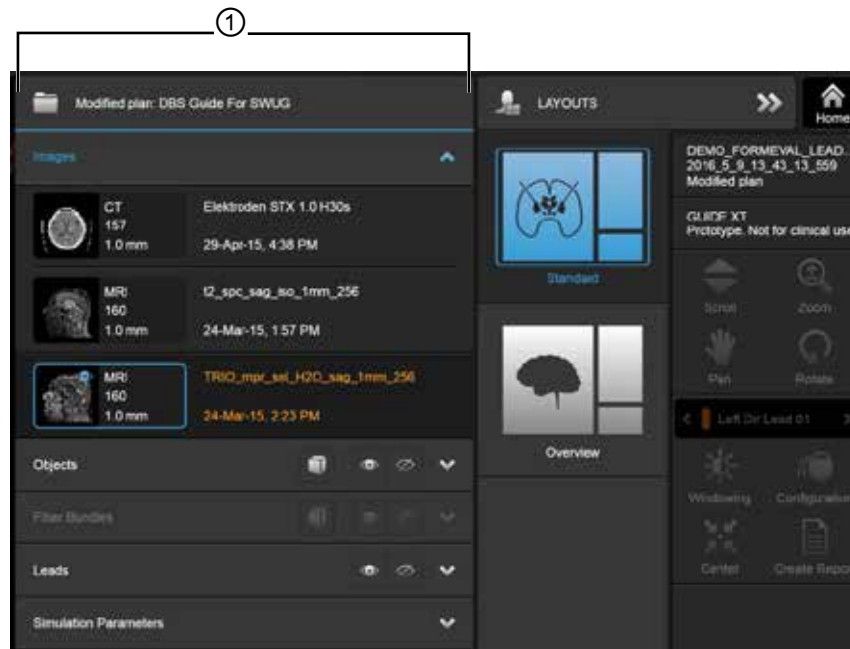 ①
Modified plan: DBS Guide For SWUG
LAYOUTS
Home
Images
CT
157
1.0 mm
Elektroden STX 1.0 H30s
29-Apr-15, 4:38 PM
MRI
160
1.0 mm
t2_spc_sag_iso_1mm_256
24-Mar-15, 1:57 PM
MRI
160
1.0 mm
TRIO_mpr_sel_H2O_sag_1mm_256
24-Mar-15, 2:23 PM
Objects
Fiber Bundles
Leads
Simulation Parameters
Standard
Overview
DEMO_FORMEVAL_LEAD...
2016_5_9_13_43_13_559
Modified plan
GUIDE XT
Prototype. Not for clinical use
Scroll
Zoom
Pan
Rotate
Left Dir Lead 01
Windowing
Configuration
Center
Create Repor